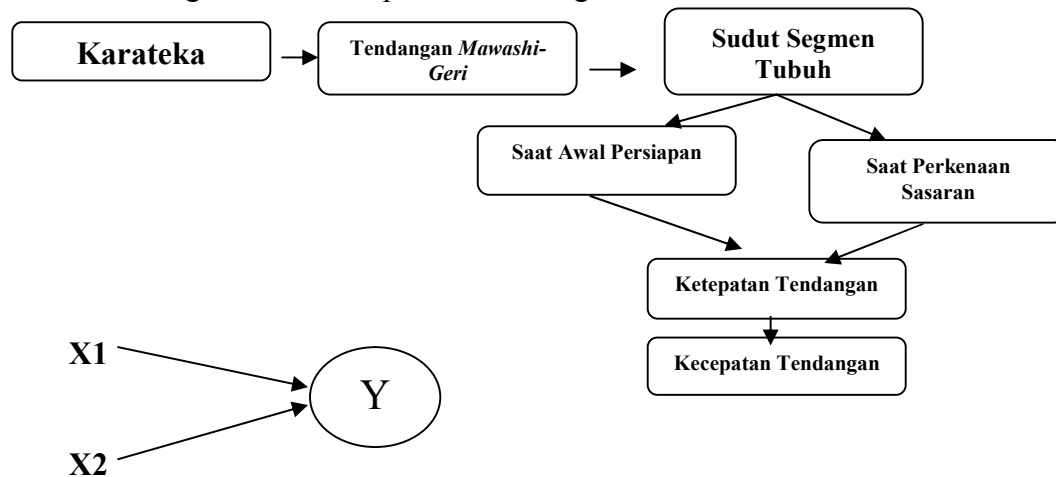 Karateka
Tendangan Mawashi-
Geri
Sudut Segmen
Tubuh
Saat Awal Persiapan
Saat Perkenaan
Sasaran
Ketepatan Tendangan
Kecepatan Tendangan
X1
Y
X2